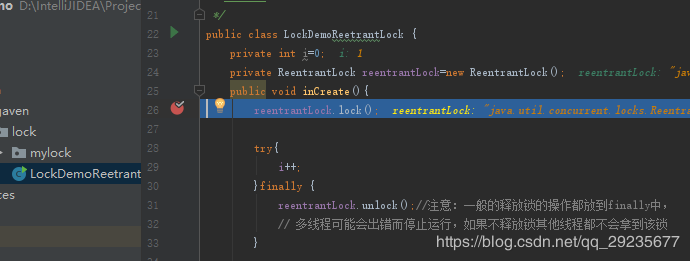 no D:\IntelliJIDEA\Project
aven
lock
mylock
LockDemoReetrant
tes
21 */
22 public class LockDemoReetrantLock {
23 private int i=0; i: 1
24 private ReentrantLock reentrantLock=new ReentrantLock(); reentrantLock: "jav
25 public void inCreate(){
26 reentrantLock.lock(); reentrantLock: "java.util.concurrent.locks.Reentra
27
28 try{
29 i++;
30 }finally {
31 reentrantLock.unlock();//注意：一般的释放锁的操作都放到finally中,
32 // 多线程可能会出错而停止运行，如果不释放锁其他线程都不会拿到该锁
33 }
https://blog.csdn.net/qq_29235677